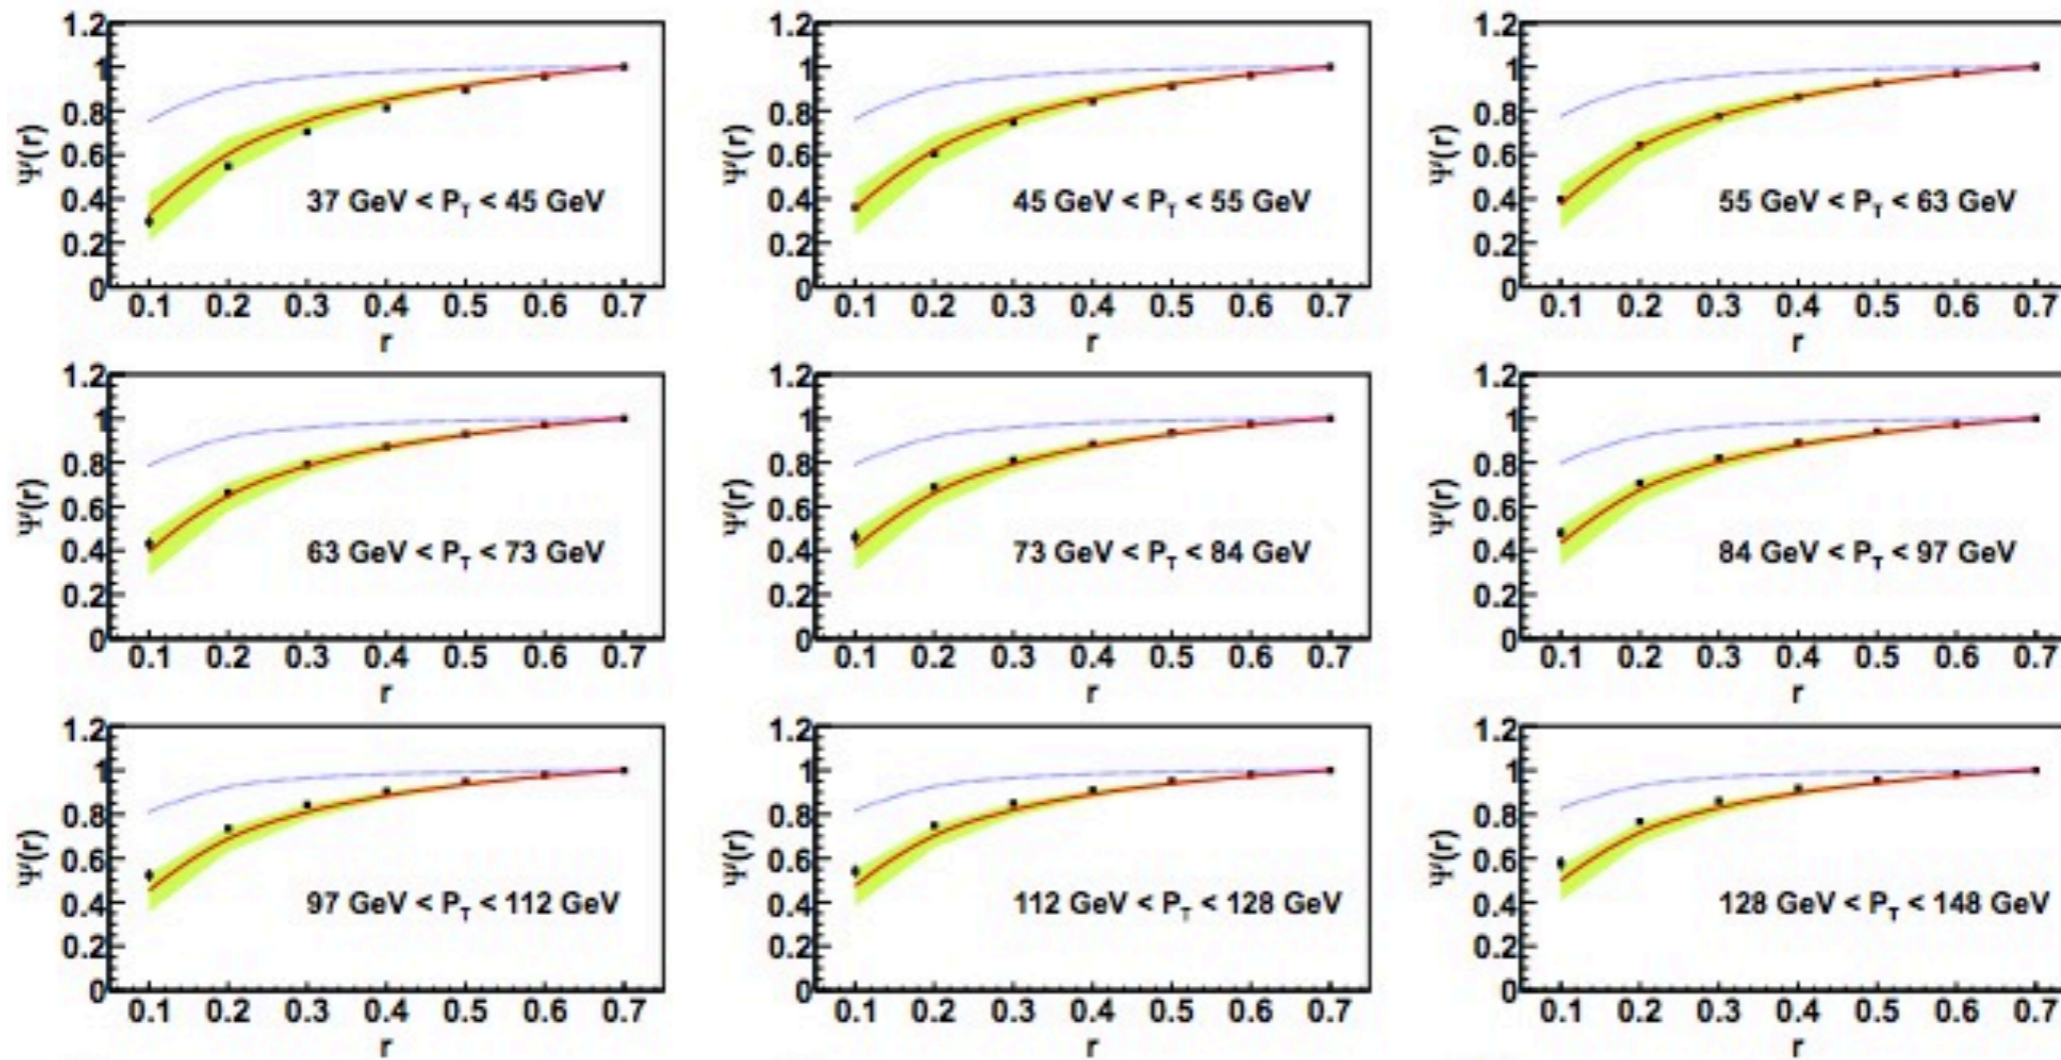 1.2
1
0.8
0.6
0.4
0.2
0
Ψ(r)
37 GeV < P_T < 45 GeV
0.1 0.2 0.3 0.4 0.5 0.6 0.7
r
1.2
1
0.8
0.6
0.4
0.2
0
Ψ(r)
45 GeV < P_T < 55 GeV
0.1 0.2 0.3 0.4 0.5 0.6 0.7
r
1.2
1
0.8
0.6
0.4
0.2
0
Ψ(r)
55 GeV < P_T < 63 GeV
0.1 0.2 0.3 0.4 0.5 0.6 0.7
r
1.2
1
0.8
0.6
0.4
0.2
0
Ψ(r)
63 GeV < P_T < 73 GeV
0.1 0.2 0.3 0.4 0.5 0.6 0.7
r
1.2
1
0.8
0.6
0.4
0.2
0
Ψ(r)
73 GeV < P_T < 84 GeV
0.1 0.2 0.3 0.4 0.5 0.6 0.7
r
1.2
1
0.8
0.6
0.4
0.2
0
Ψ(r)
84 GeV < P_T < 97 GeV
0.1 0.2 0.3 0.4 0.5 0.6 0.7
r
1.2
1
0.8
0.6
0.4
0.2
0
Ψ(r)
97 GeV < P_T < 112 GeV
0.1 0.2 0.3 0.4 0.5 0.6 0.7
r
1.2
1
0.8
0.6
0.4
0.2
0
Ψ(r)
112 GeV < P_T < 128 GeV
0.1 0.2 0.3 0.4 0.5 0.6 0.7
r
1.2
1
0.8
0.6
0.4
0.2
0
Ψ(r)
128 GeV < P_T < 148 GeV
0.1 0.2 0.3 0.4 0.5 0.6 0.7
r